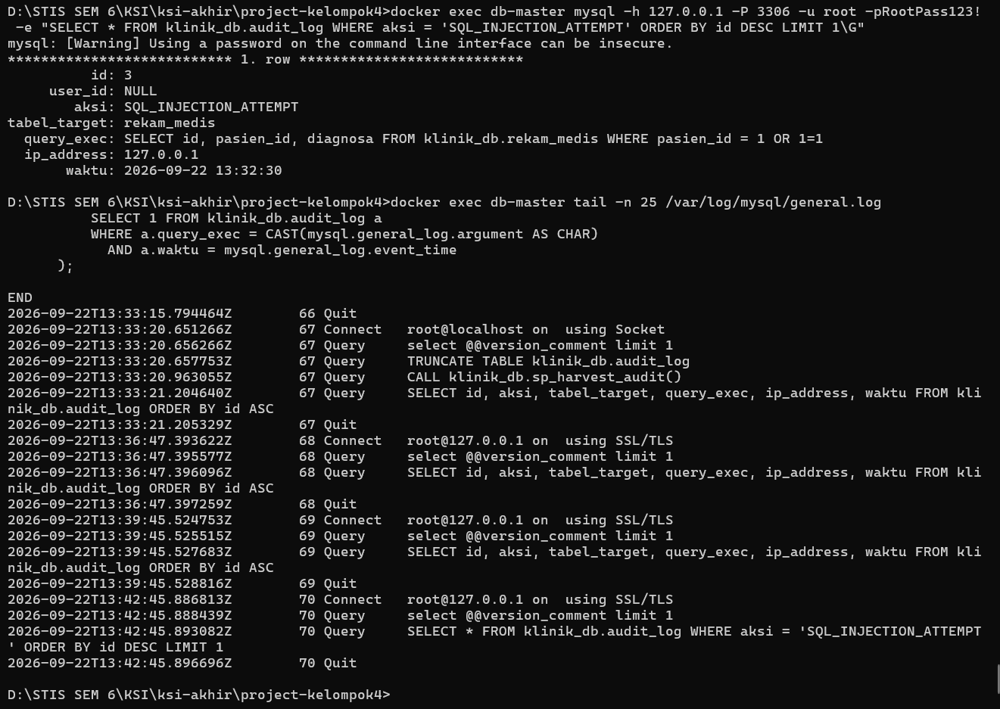 D:\STIS SEM 6\KSI\ksi-akhir\project-kelompok4>docker exec db-master mysql -h 127.0.0.1 -P 3306 -u root -pRootPass123!
 -e "SELECT * FROM klinik_db.audit_log WHERE aksi = 'SQL_INJECTION_ATTEMPT' ORDER BY id DESC LIMIT 1\G"
mysql: [Warning] Using a password on the command line interface can be insecure.
*************************** 1. row ***************************
          id: 3
     user_id: NULL
        aksi: SQL_INJECTION_ATTEMPT
tabel_target: rekam_medis
  query_exec: SELECT id, pasien_id, diagnosa FROM klinik_db.rekam_medis WHERE pasien_id = 1 OR 1=1
  ip_address: 127.0.0.1
       waktu: 2026-09-22 13:32:30

D:\STIS SEM 6\KSI\ksi-akhir\project-kelompok4>docker exec db-master tail -n 25 /var/log/mysql/general.log
          SELECT 1 FROM klinik_db.audit_log a
          WHERE a.query_exec = CAST(mysql.general_log.argument AS CHAR)
            AND a.waktu = mysql.general_log.event_time
      );

END
2026-09-22T13:33:15.794464Z        66 Quit
2026-09-22T13:33:20.651266Z        67 Connect   root@localhost on  using Socket
2026-09-22T13:33:20.656266Z        67 Query     select @@version_comment limit 1
2026-09-22T13:33:20.657753Z        67 Query     TRUNCATE TABLE klinik_db.audit_log
2026-09-22T13:33:20.963055Z        67 Query     CALL klinik_db.sp_harvest_audit()
2026-09-22T13:33:21.204640Z        67 Query     SELECT id, aksi, tabel_target, query_exec, ip_address, waktu FROM kli
nik_db.audit_log ORDER BY id ASC
2026-09-22T13:33:21.205329Z        67 Quit
2026-09-22T13:36:47.393622Z        68 Connect   root@127.0.0.1 on  using SSL/TLS
2026-09-22T13:36:47.395577Z        68 Query     select @@version_comment limit 1
2026-09-22T13:36:47.396096Z        68 Query     SELECT id, aksi, tabel_target, query_exec, ip_address, waktu FROM kli
nik_db.audit_log ORDER BY id ASC
2026-09-22T13:36:47.397259Z        68 Quit
2026-09-22T13:39:45.524753Z        69 Connect   root@127.0.0.1 on  using SSL/TLS
2026-09-22T13:39:45.525515Z        69 Query     select @@version_comment limit 1
2026-09-22T13:39:45.527683Z        69 Query     SELECT id, aksi, tabel_target, query_exec, ip_address, waktu FROM kli
nik_db.audit_log ORDER BY id ASC
2026-09-22T13:39:45.528816Z        69 Quit
2026-09-22T13:42:45.886813Z        70 Connect   root@127.0.0.1 on  using SSL/TLS
2026-09-22T13:42:45.888439Z        70 Query     select @@version_comment limit 1
2026-09-22T13:42:45.893082Z        70 Query     SELECT * FROM klinik_db.audit_log WHERE aksi = 'SQL_INJECTION_ATTEMPT
' ORDER BY id DESC LIMIT 1
2026-09-22T13:42:45.896696Z        70 Quit

D:\STIS SEM 6\KSI\ksi-akhir\project-kelompok4>